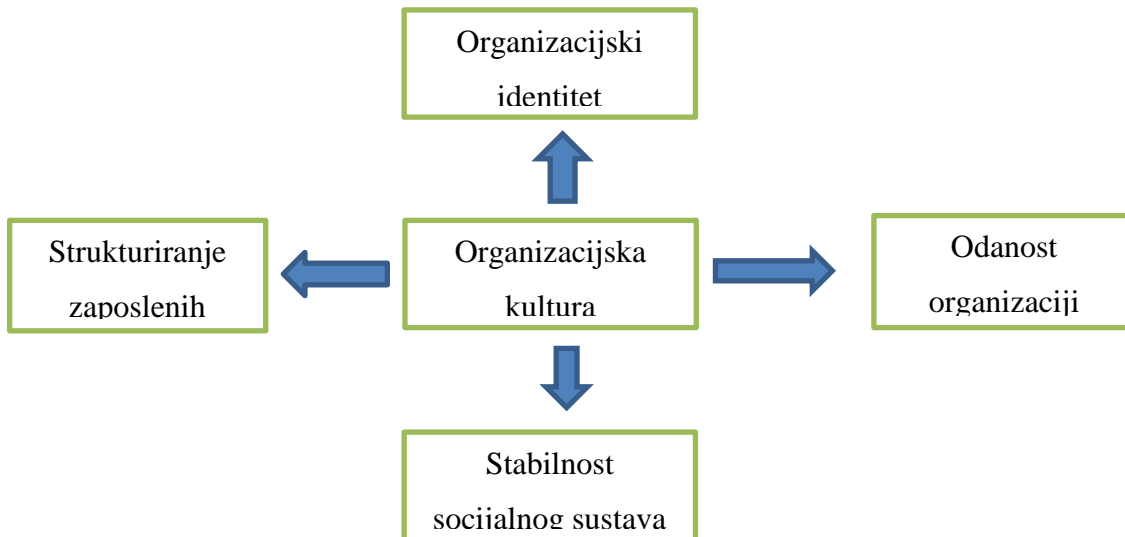 Organizacijski
identitet
Strukturiranje
zaposlenih
Organizacijska
kultura
Odanost
organizaciji
Stabilnost
socijalnog sustava